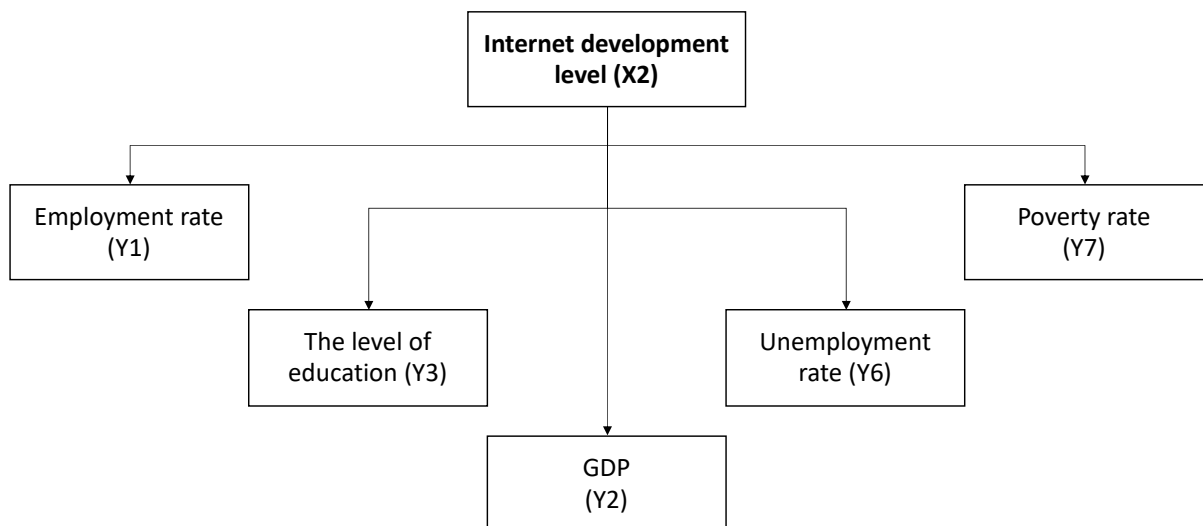 Internet development
level (X2)
Employment rate
(Y1)
Poverty rate
(Y7)
The level of
education (Y3)
Unemployment
rate (Y6)
GDP
(Y2)